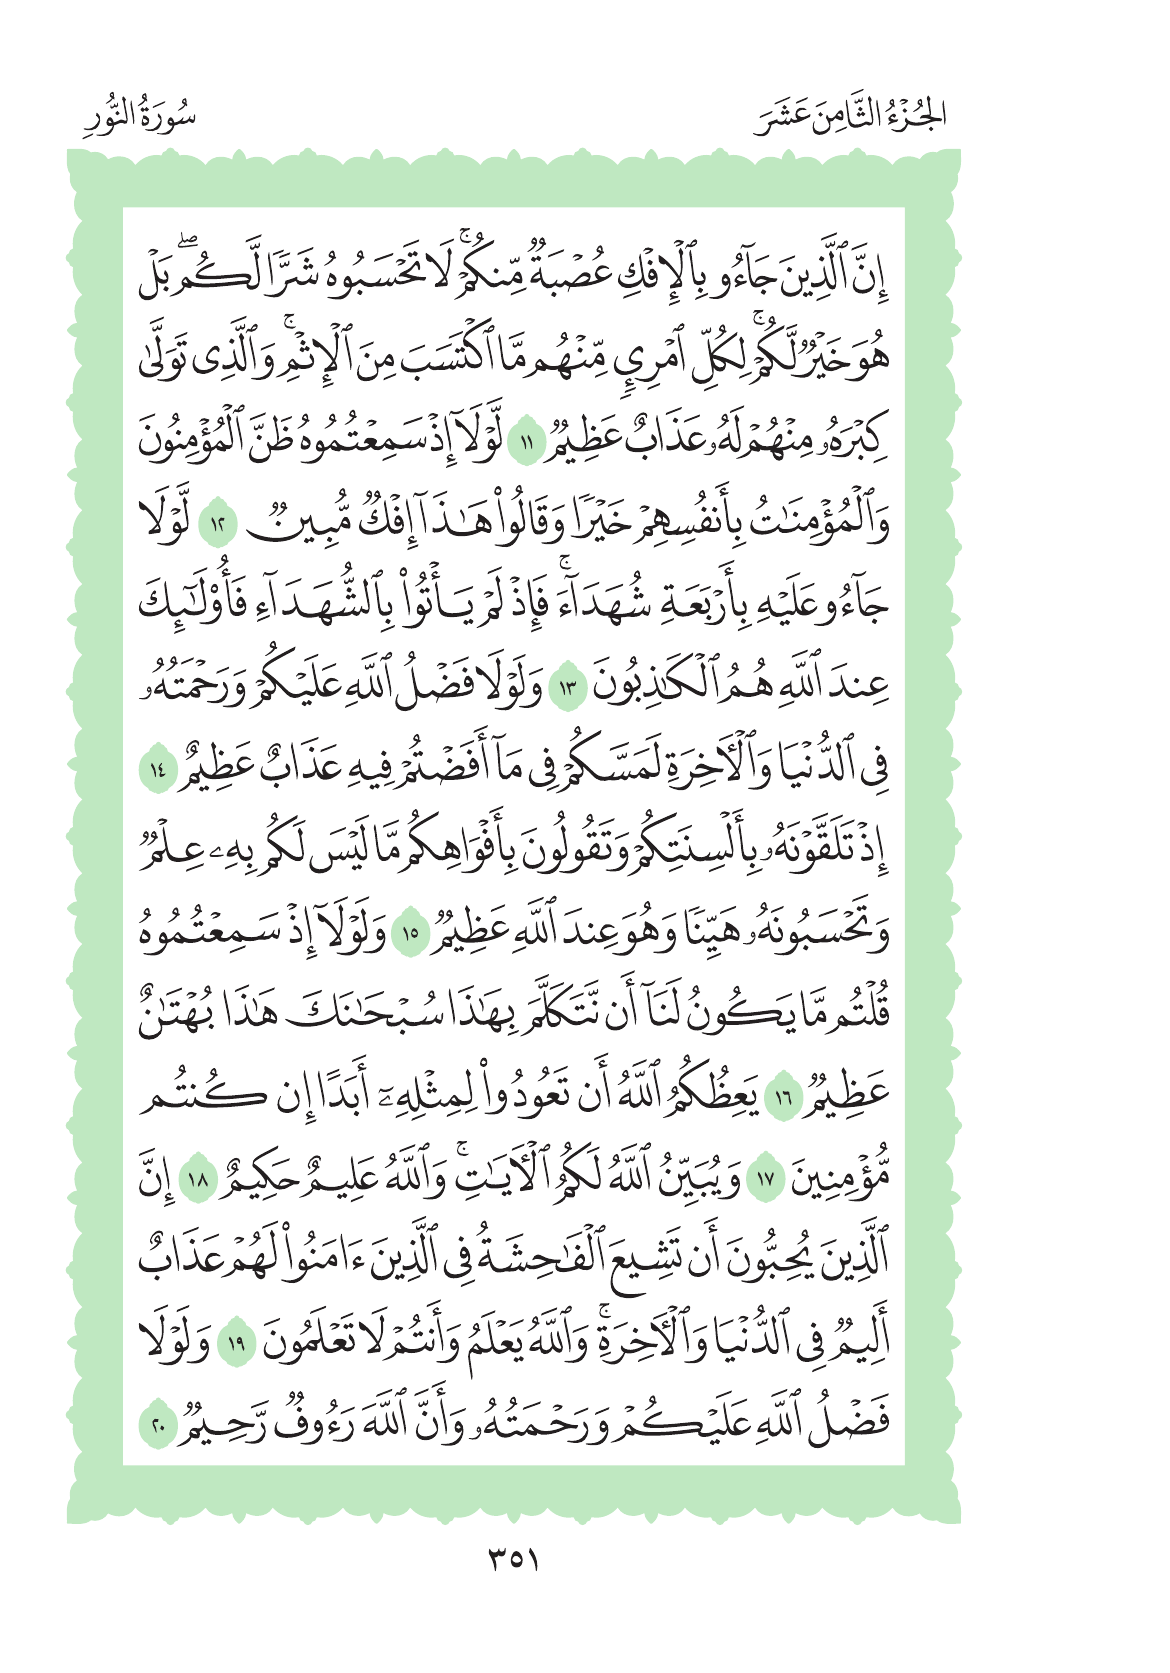 الجُزْءُ الثَّامِنَ عَشَرَ
سُورَةُ النُّورِ
إِنَّ ٱلَّذِينَ جَآءُو بِٱلْإِفْكِ عُصْبَةٌ مِّنكُمْۚ لَا تَحْسَبُوهُ شَرًّا لَّكُمۖ بَلْ
هُوَ خَيْرٌ لَّكُمْۚ لِكُلِّ ٱمْرِيٍٕ مِّنْهُم مَّا ٱكْتَسَبَ مِنَ ٱلْإِثْمِۚ وَٱلَّذِى تَوَلَّىٰ
كِبْرَهُۥ مِنْهُمْ لَهُۥ عَذَابٌ عَظِيمٌ ١١ لَّوْلَآ إِذْ سَمِعْتُمُوهُ ظَنَّ ٱلْمُؤْمِنُونَ
وَٱلْمُؤْمِنَٰتُ بِأَنفُسِهِمْ خَيْرًا وَقَالُوا۟ هَٰذَآ إِفْكٌ مُّبِينٌ ١٢ لَّوْلَا
جَآءُو عَلَيْهِ بِأَرْبَعَةِ شُهَدَآءَۚ فَإِذْ لَمْ يَأْتُوا۟ بِٱلشُّهَدَآءِ فَأُو۟لَٰٓئِكَ
عِندَ ٱللَّهِ هُمُ ٱلْكَٰذِبُونَ ١٣ وَلَوْلَا فَضْلُ ٱللَّهِ عَلَيْكُمْ وَرَحْمَتُهُۥ
فِى ٱلدُّنْيَا وَٱلْءَاخِرَةِ لَمَسَّكُمْ فِى مَآ أَفَضْتُمْ فِيهِ عَذَابٌ عَظِيمٌ ١٤
إِذْ تَلَقَّوْنَهُۥ بِأَلْسِنَتِكُمْ وَتَقُولُونَ بِأَفْوَاهِكُم مَّا لَيْسَ لَكُم بِهِۦ عِلْمٌ
وَتَحْسَبُونَهُۥ هَيِّنًا وَهُوَ عِندَ ٱللَّهِ عَظِيمٌ ١٥ وَلَوْلَآ إِذْ سَمِعْتُمُوهُ
قُلْتُم مَّا يَكُونُ لَنَآ أَن نَّتَكَلَّمَ بِهَٰذَا سُبْحَٰنَكَ هَٰذَا بُهْتَٰنٌ
عَظِيمٌ ١٦ يَعِظُكُمُ ٱللَّهُ أَن تَعُودُوا۟ لِمِثْلِهِۦٓ أَبَدًا إِن كُنتُم
مُّؤْمِنِينَ ١٧ وَيُبَيِّنُ ٱللَّهُ لَكُمُ ٱلْءَايَٰتِۚ وَٱللَّهُ عَلِيمٌ حَكِيمٌ ١٨ إِنَّ
ٱلَّذِينَ يُحِبُّونَ أَن تَشِيعَ ٱلْفَٰحِشَةُ فِى ٱلَّذِينَ ءَامَنُوا۟ لَهُمْ عَذَابٌ
أَلِيمٌ فِى ٱلدُّنْيَا وَٱلْءَاخِرَةِۚ وَٱللَّهُ يَعْلَمُ وَأَنتُمْ لَا تَعْلَمُونَ ١٩ وَلَوْلَا
فَضْلُ ٱللَّهِ عَلَيْكُمْ وَرَحْمَتُهُۥ وَأَنَّ ٱللَّهَ رَءُوفٌ رَّحِيمٌ ٢٠
٣٥١